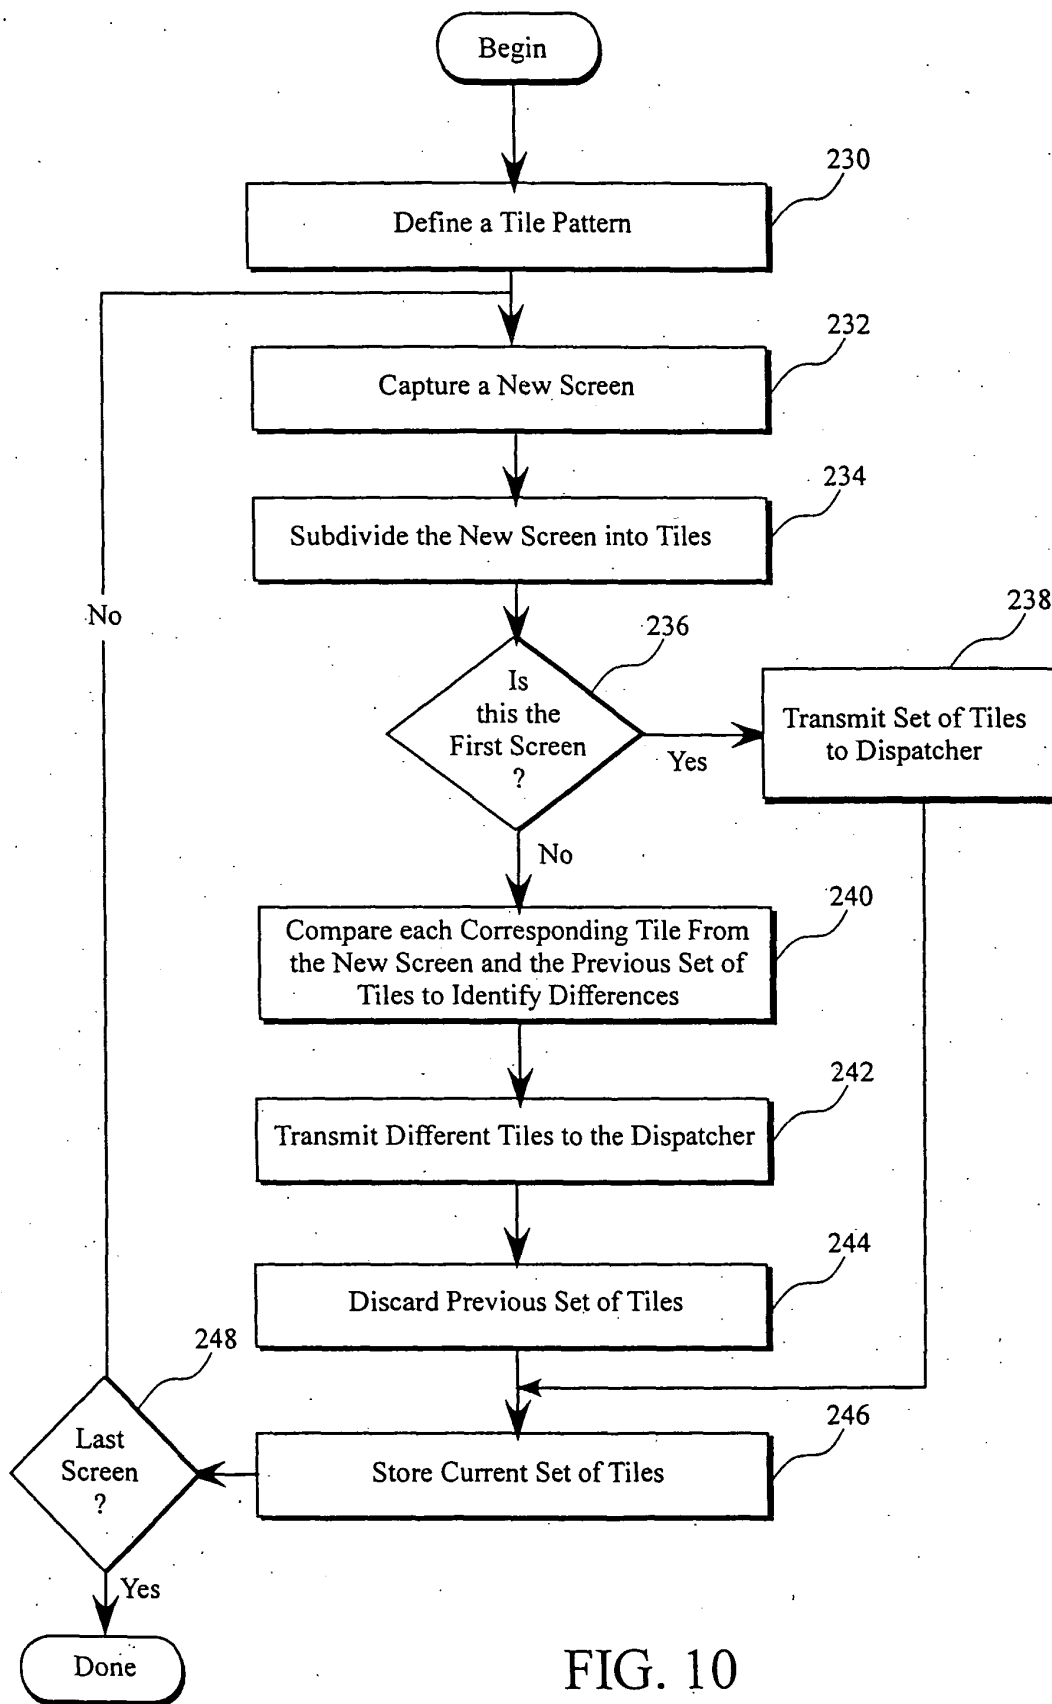 Begin
230
Define a Tile Pattern
232
Capture a New Screen
234
Subdivide the New Screen into Tiles
No
236
238
Is
this the
First Screen
?
Yes
Transmit Set of Tiles
to Dispatcher
No
240
Compare each Corresponding Tile From
the New Screen and the Previous Set of
Tiles to Identify Differences
242
Transmit Different Tiles to the Dispatcher
244
Discard Previous Set of Tiles
248
246
Last
Screen
?
Store Current Set of Tiles
Yes
Done
FIG. 10